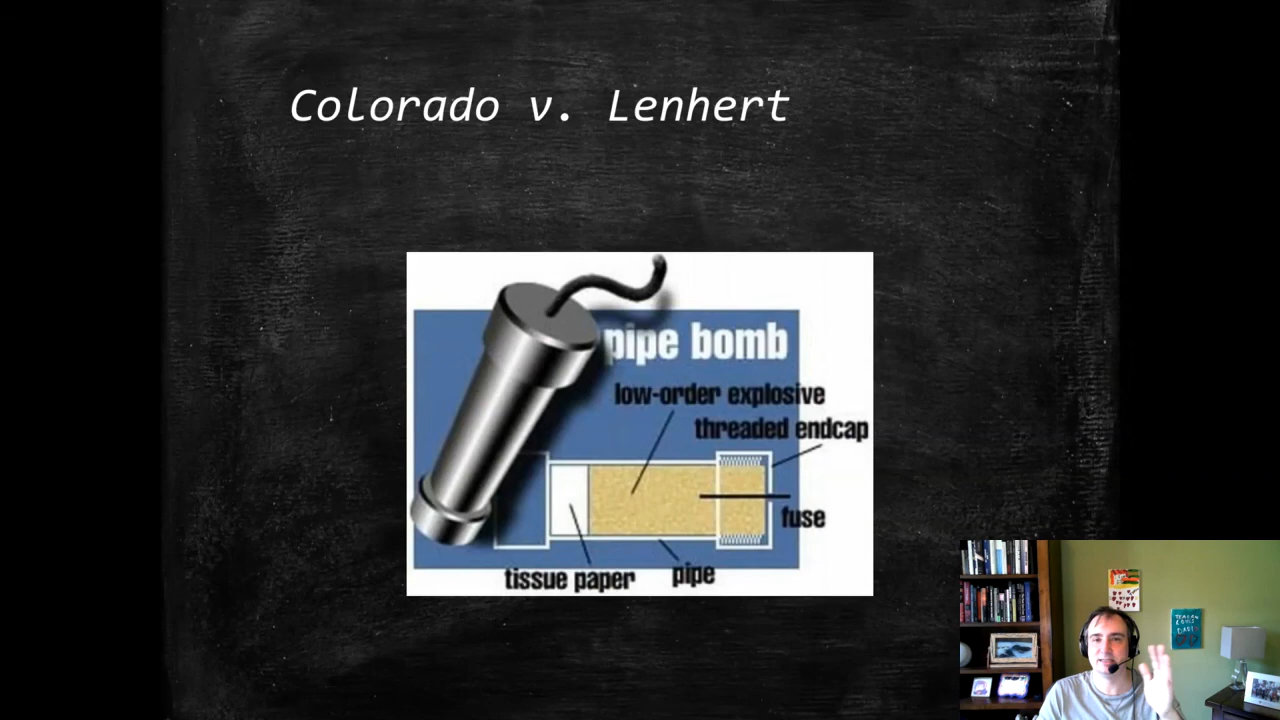 Colorado v. Lenhert
pipe bomb
low-order explosive
threaded endcap
fuse
tissue paper
pipe